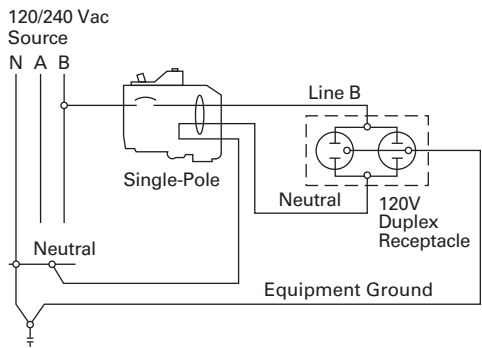 120/240 Vac
Source
N A B
Line B
Single-Pole
Neutral
120V
Duplex
Receptacle
Neutral
Equipment Ground